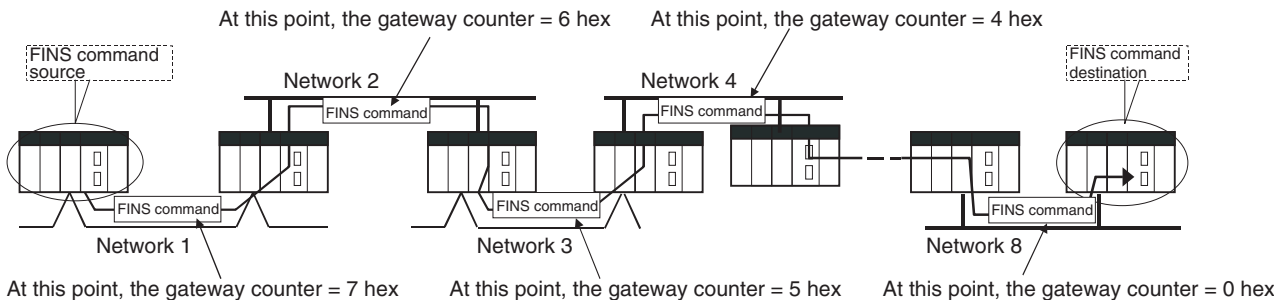 At this point, the gateway counter = 6 hex
At this point, the gateway counter = 4 hex
FINS command
source
FINS command
destination
Network 2
Network 4
FINS command
FINS command
FINS command
FINS command
FINS command
Network 1
Network 3
Network 8
At this point, the gateway counter = 7 hex
At this point, the gateway counter = 5 hex
At this point, the gateway counter = 0 hex